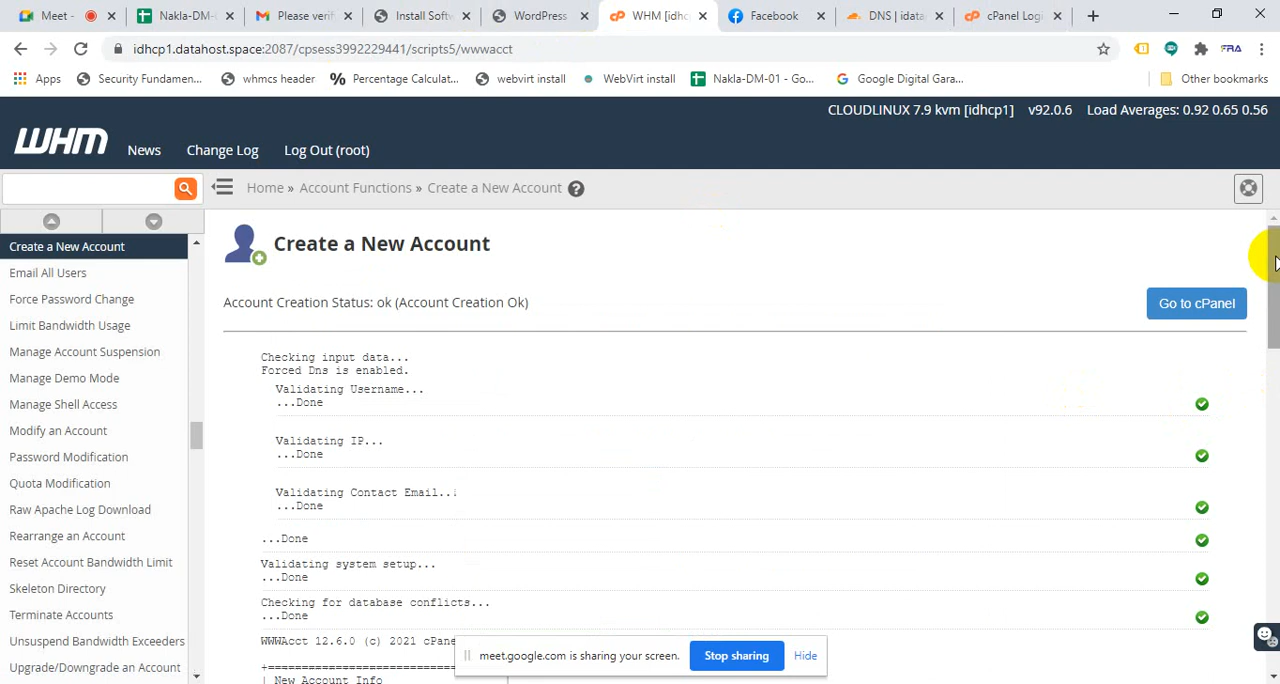 Meet -
Nakla-DM-
Please verif
Install Softw
WordPress
WHM [idhc
Facebook
DNS | idata
cPanel Logi
idhcp1.datahost.space:2087/cpsess3992229441/scripts5/wwwacct
FRA
Apps
Security Fundamen...
whmcs header
Percentage Calculat...
webvirt install
WebVirt install
Nakla-DM-01 - Go...
Google Digital Gara...
Other bookmarks
CLOUDLINUX 7.9 kvm [idhcp1] v92.0.6 Load Averages: 0.92 0.65 0.56
WHM
News
Change Log
Log Out (root)
Home » Account Functions » Create a New Account
Create a New Account
Email All Users
Force Password Change
Limit Bandwidth Usage
Manage Account Suspension
Manage Demo Mode
Manage Shell Access
Modify an Account
Password Modification
Quota Modification
Raw Apache Log Download
Rearrange an Account
Reset Account Bandwidth Limit
Skeleton Directory
Terminate Accounts
Unsuspend Bandwidth Exceeders
Upgrade/Downgrade an Account
Create a New Account
Account Creation Status: ok (Account Creation Ok)
Go to cPanel
Checking input data...
Forced Dns is enabled.
Validating Username...
...Done
Validating IP...
...Done
Validating Contact Email...
...Done
...Done
Validating system setup...
...Done
Checking for database conflicts...
...Done
WWWAcct 12.6.0 (c) 2021 cPane
| New Account Info
meet.google.com is sharing your screen.
Stop sharing
Hide